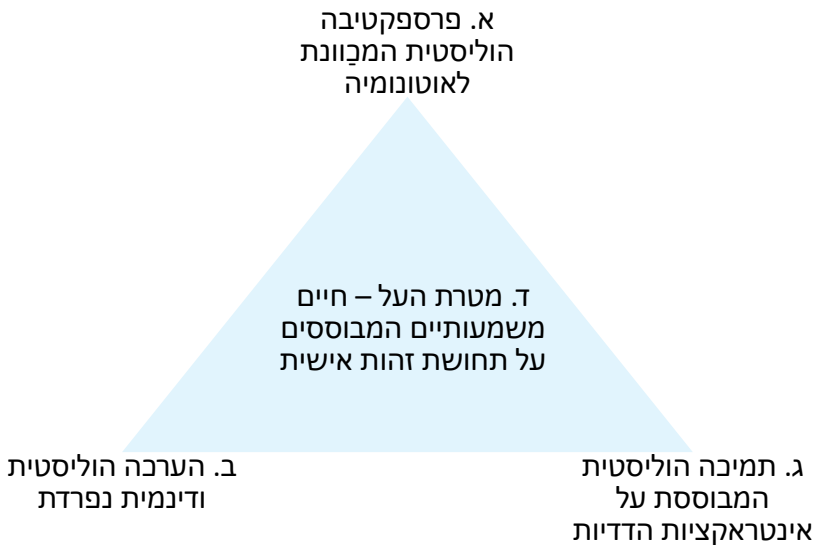 א. פרספקטיבה
הוליסטית המכַוונת
לאוטונומיה
ד. מטרת העל – חיים
משמעותיים המבוססים
על תחושת זהות אישית
ג. תמיכה הוליסטית
המבוססת על
אינטראקציות הדדיות
ב. הערכה הוליסטית
ודינמית נפרדת